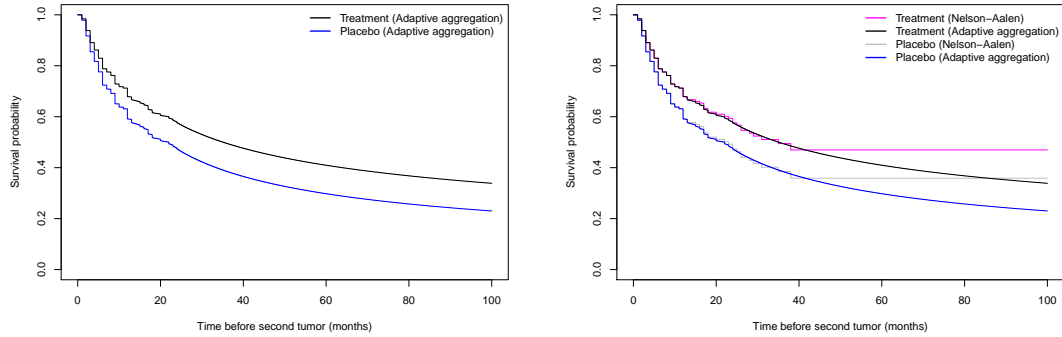 Treatment (Adaptive aggregation)
Placebo (Adaptive aggregation)
Survival probability
1.0
0.8
0.6
0.4
0.2
0.0
0 20 40 60 80 100
Time before second tumor (months)
Treatment (Nelson−Aalen)
Treatment (Adaptive aggregation)
Placebo (Nelson−Aalen)
Placebo (Adaptive aggregation)
Survival probability
1.0
0.8
0.6
0.4
0.2
0.0
0 20 40 60 80 100
Time before second tumor (months)